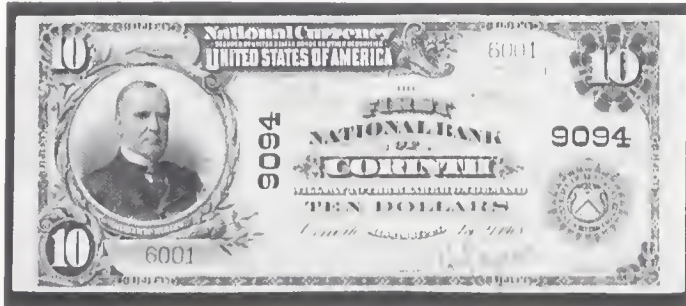 10
National Currency
UNITED STATES OF AMERICA
6001
10
THE
FIRST
NATIONAL BANK
OF
CORINTH
9094
9094
TEN DOLLARS
10
6001